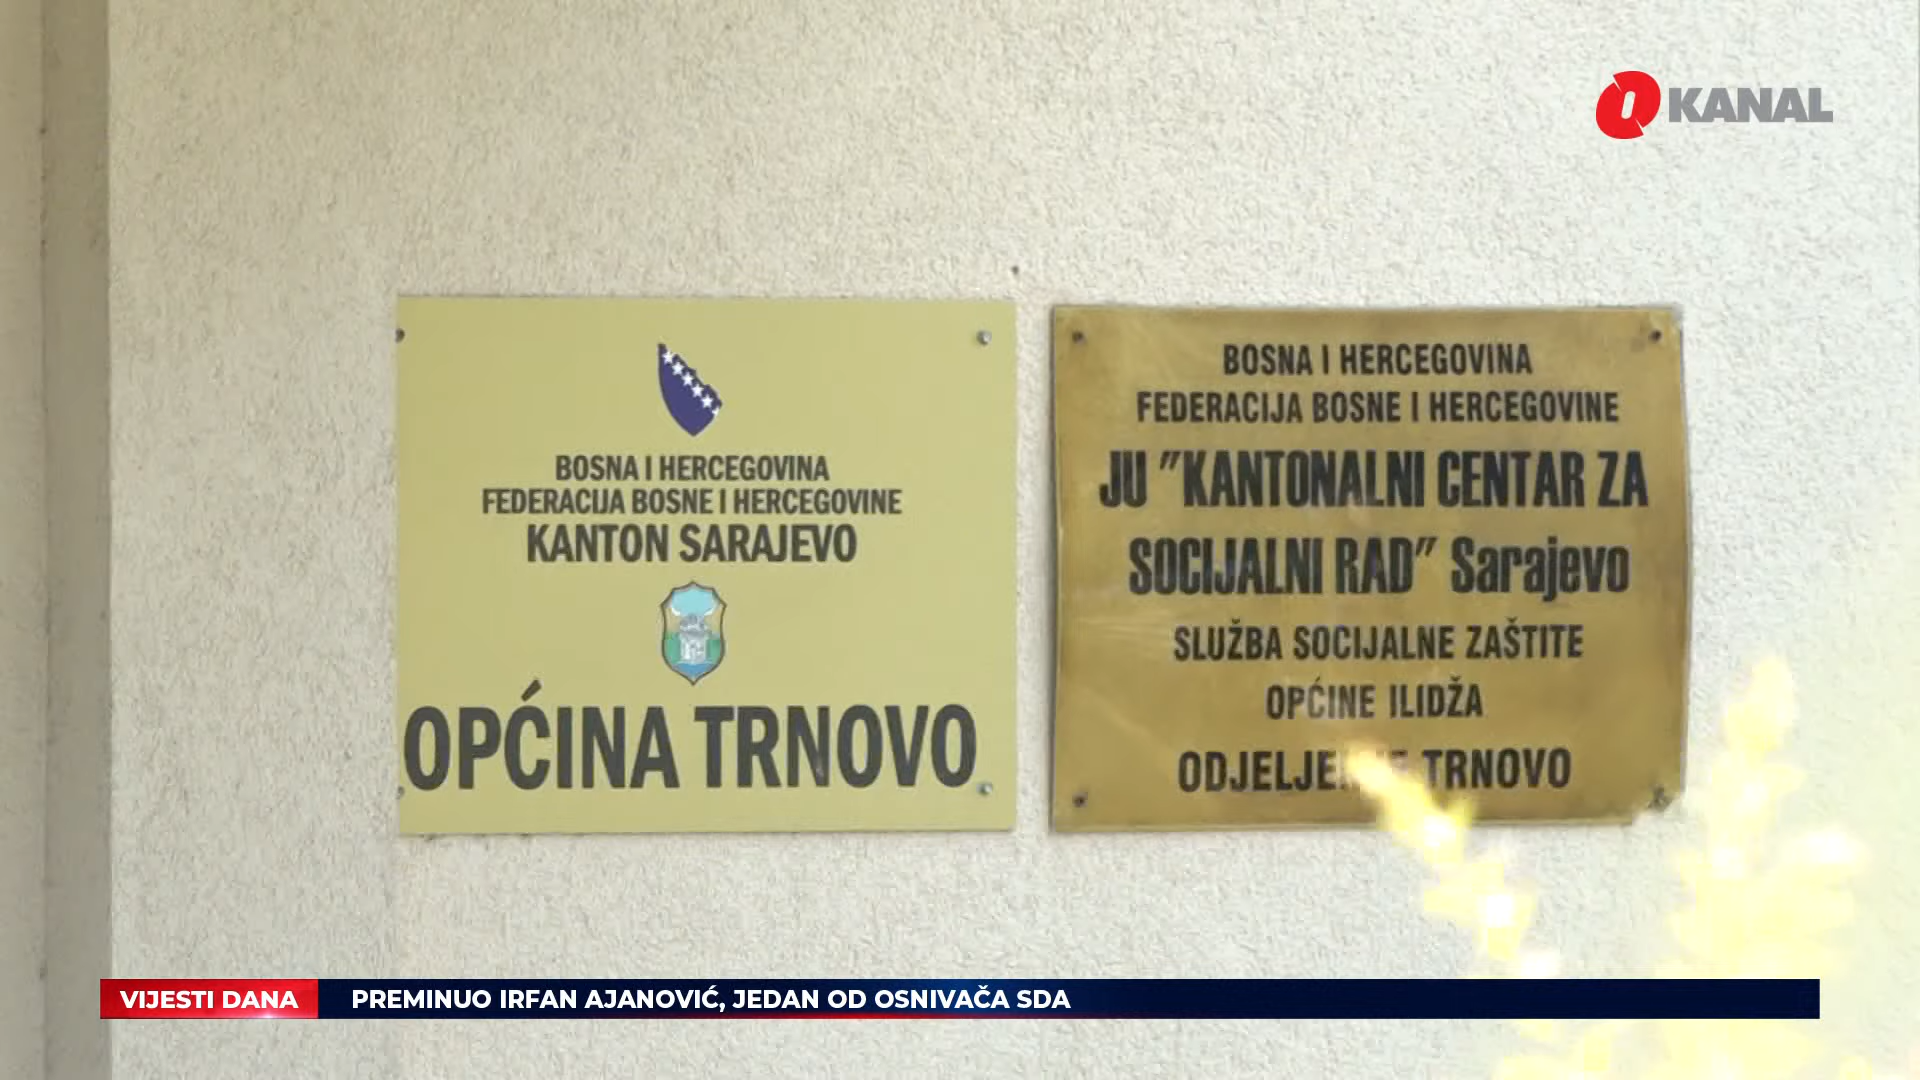 O KANAL
BOSNA I HERCEGOVINA
FEDERACIJA BOSNE I HERCEGOVINE
KANTON SARAJEVO
OPĆINA TRNOVO
BOSNA I HERCEGOVINA
FEDERACIJA BOSNE I HERCEGOVINE
JU "KANTONALNI CENTAR ZA
SOCIJALNI RAD" Sarajevo
SLUŽBA SOCIJALNE ZAŠTITE
OPĆINE ILIDŽA
ODJELJENJE TRNOVO
VIJESTI DANA
PREMINUO IRFAN AJANOVIĆ, JEDAN OD OSNIVAČA SDA